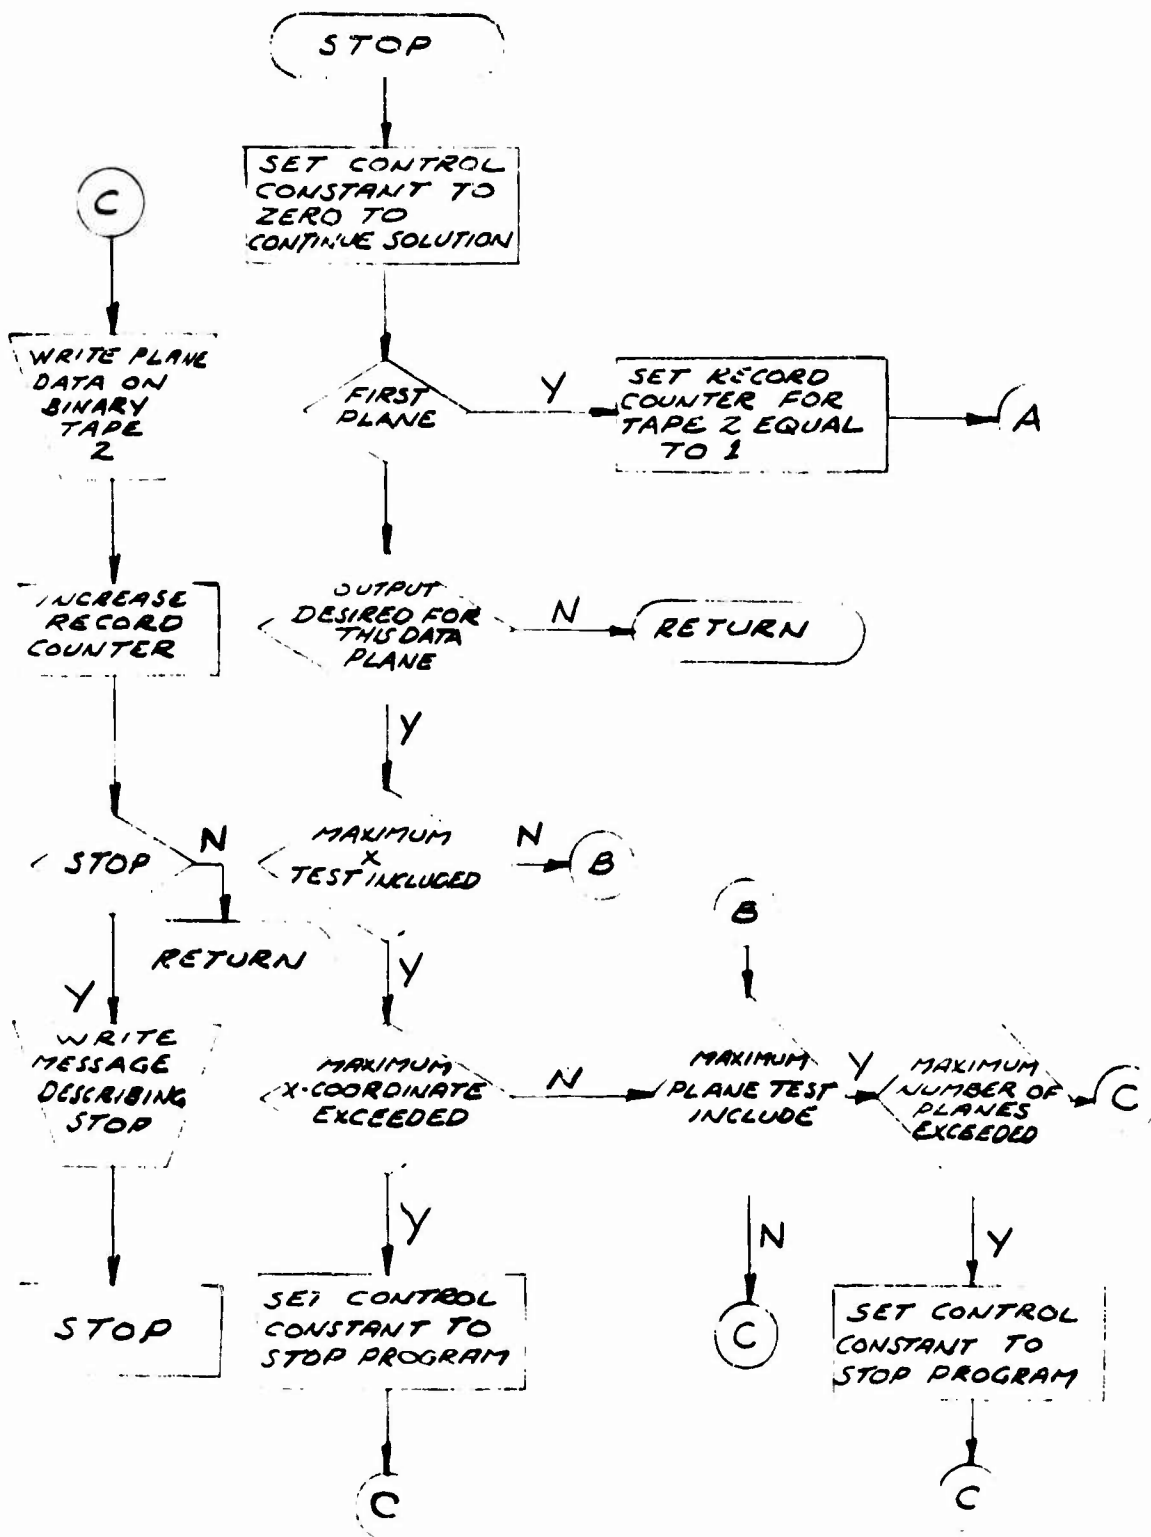 STOP
SET CONTROL
CONSTANT TO
ZERO TO
CONTINUE SOLUTION
C
WRITE PLANE
DATA ON
BINARY
TAPE
2
FIRST
PLANE
Y
SET RECORD
COUNTER FOR
TAPE 2 EQUAL
TO 1
A
INCREASE
RECORD
COUNTER
OUTPUT
DESIRED FOR
THIS DATA
PLANE
N
RETURN
Y
STOP
N
RETURN
MAXIMUM
X
TEST INCLUDED
N
B
Y
B
Y
WRITE
MESSAGE
DESCRIBING
STOP
MAXIMUM
X-COORDINATE
EXCEEDED
N
MAXIMUM
PLANE TEST
INCLUDE
Y
MAXIMUM
NUMBER OF
PLANES
EXCEEDED
C
Y
N
Y
STOP
SET CONTROL
CONSTANT TO
STOP PROGRAM
C
SET CONTROL
CONSTANT TO
STOP PROGRAM
C
C